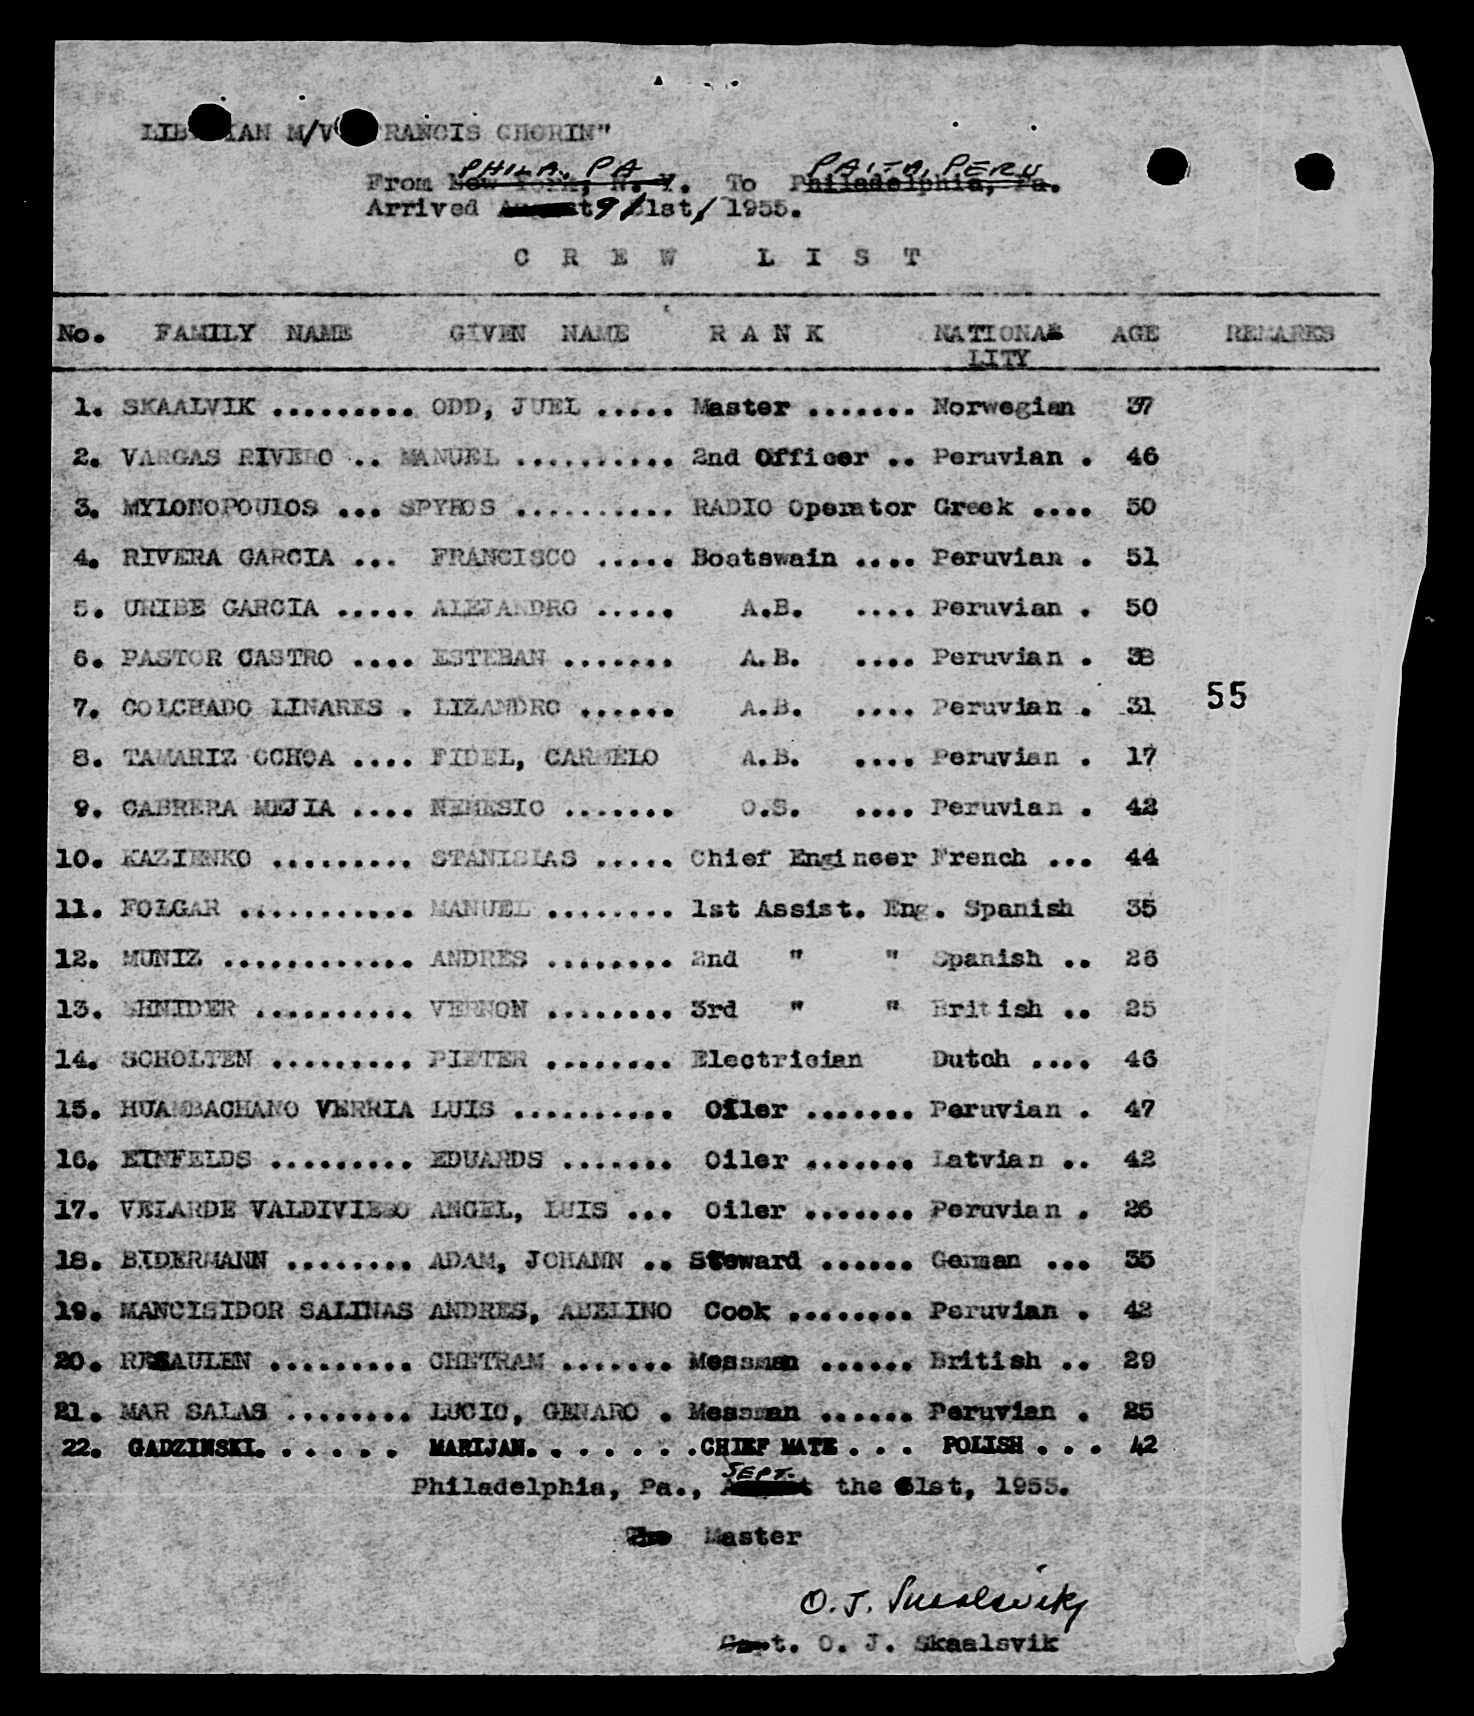 LIBERIAN M/V "FRANCIS CHORIN"
PHILA. PA PAITA, PERU
From New York, N. Y. To Philadelphia, Pa.
Arrived August 9/31st/ 1955.
C R E W L I S T
No. FAMILY NAME GIVEN NAME R A N K NATIONA- AGE REMARKS
LITY
1. SKAALVIK ......... ODD, JUEL ..... Master ....... Norwegian 37
2. VARGAS RIVERO .. MANUEL .......... 2nd Officer .. Peruvian . 46
3. MYLONOPOULOS ... SPYROS .......... RADIO Operator Greek .... 50
4. RIVERA GARCIA ... FRANCISCO ..... Boatswain .... Peruvian . 51
5. URIBE GARCIA ..... ALEJANDRO ..... A.B. .... Peruvian . 50
6. PASTOR CASTRO .... ESTEBAN ....... A.B. .... Peruvian . 38
7. COLCHADO LINARES . LIZANDRO ...... A.B. .... Peruvian . 31 55
8. TAMARIZ OCHOA .... FIDEL, CARMELO A.B. .... Peruvian . 17
9. CABRERA MEJIA .... NEMESIO ....... O.S. .... Peruvian . 42
10. KAZIENKO ......... STANISLAS ..... Chief Engineer French ... 44
11. FOLGAR ........... MANUEL ........ 1st Assist. Eng. Spanish 35
12. MUNIZ ............ ANDRES ........ 2nd " " Spanish .. 26
13. SHNIDER .......... VERNON ........ 3rd " " British .. 25
14. SCHOLTEN ......... PIETER ........ Electrician Dutch .... 46
15. HUAMBACHANO VERRIA LUIS .......... Oiler ....... Peruvian . 47
16. EINFELDS ......... EDUARDS ....... Oiler ....... Latvian .. 42
17. VELARDE VALDIVIESO ANGEL, LUIS ... Oiler ....... Peruvian . 26
18. BIDERMANN ........ ADAM, JOHANN .. Steward ...... German ... 35
19. MANCISIDOR SALINAS ANDRES, ABELINO Cook ........ Peruvian . 42
20. RESAULEN ......... CHETRAM ....... Messman ...... British .. 29
21. MAR SALAS ........ LUCIO, GENARO . Messman ...... Peruvian . 25
22. GADZINSKI. . . . . . MARIJAN. . . . . . . .CHIEF MATE . . . POLISH . . . 42
SEPT.
Philadelphia, Pa., August the 31st, 1955.
The Master
O. J. Skaalsvik
Capt. O. J. Skaalsvik